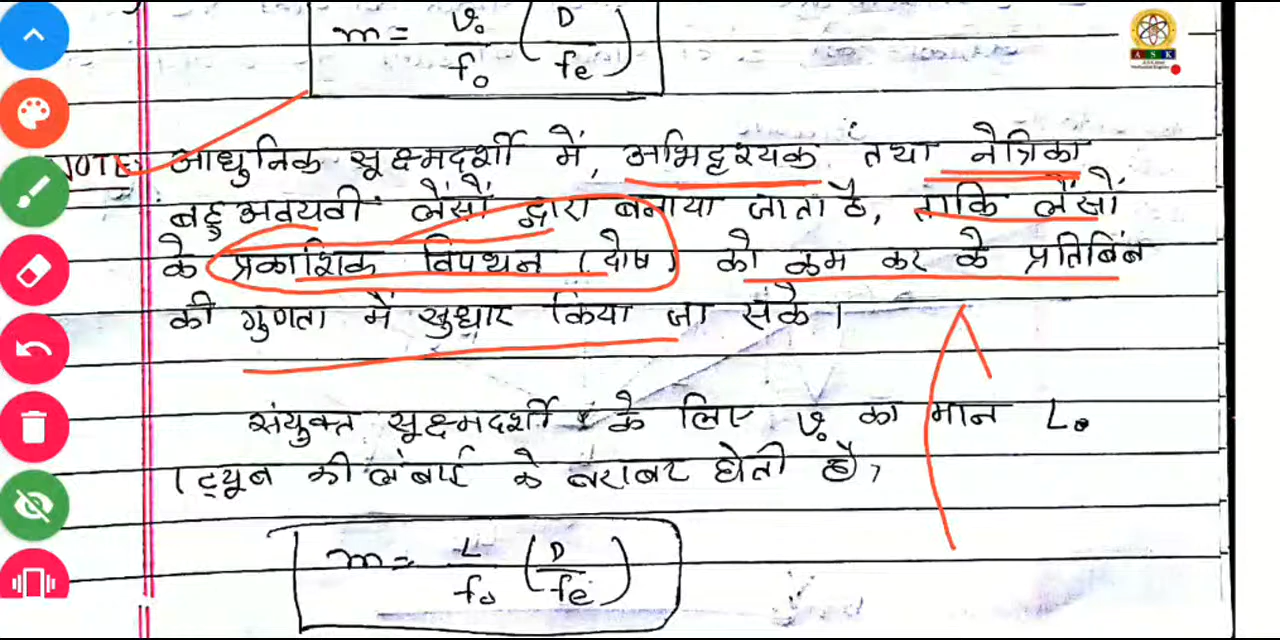 m = v₀/f₀ (D/fe)
A S K
NOTE: आधुनिक सूक्ष्मदर्शी में, अभिदृश्यक तथा नेत्रिका
बहु अवयवी लैंसों द्वारा बनाया जाता है, ताकि लेंसों
के प्रकाशिक विपथन (दोष) को कम कर के प्रतिबिंब
की गुणता में सुधार किया जा सके।
संयुक्त सूक्ष्मदर्शी के लिए v₀ का मान L.
(ट्यूब की लंबाई के बराबर होती है,
m = L/f₀ (D/fe)